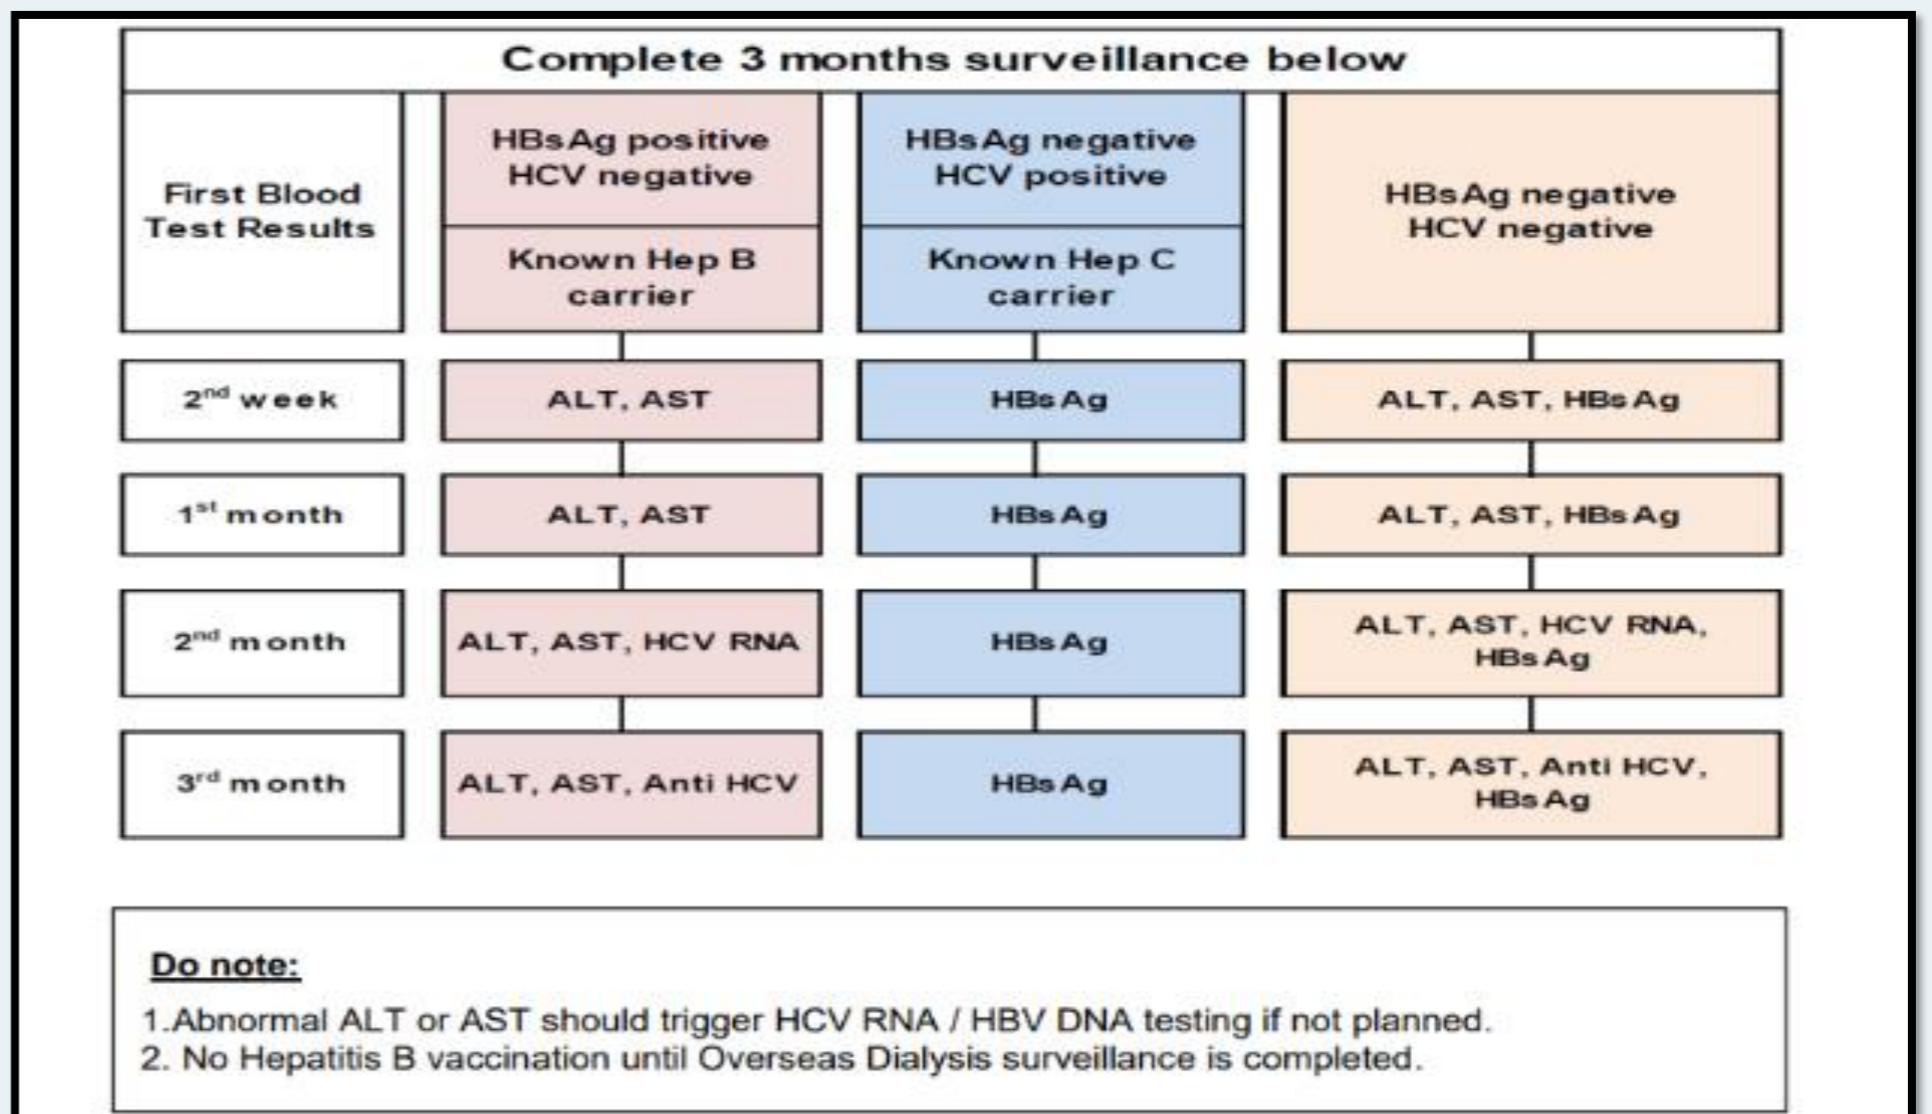 Complete 3 months surveillance below
First Blood
Test Results
HBsAg positive
HCV negative
Known Hep B
carrier
HBsAg negative
HCV positive
Known Hep C
carrier
HBsAg negative
HCV negative
2nd week
ALT, AST
HBsAg
ALT, AST, HBsAg
1st month
ALT, AST
HBsAg
ALT, AST, HBsAg
2nd month
ALT, AST, HCV RNA
HBsAg
ALT, AST, HCV RNA,
HBsAg
3rd month
ALT, AST, Anti HCV
HBsAg
ALT, AST, Anti HCV,
HBsAg
Do note:
1.Abnormal ALT or AST should trigger HCV RNA / HBV DNA testing if not planned.
2. No Hepatitis B vaccination until Overseas Dialysis surveillance is completed.